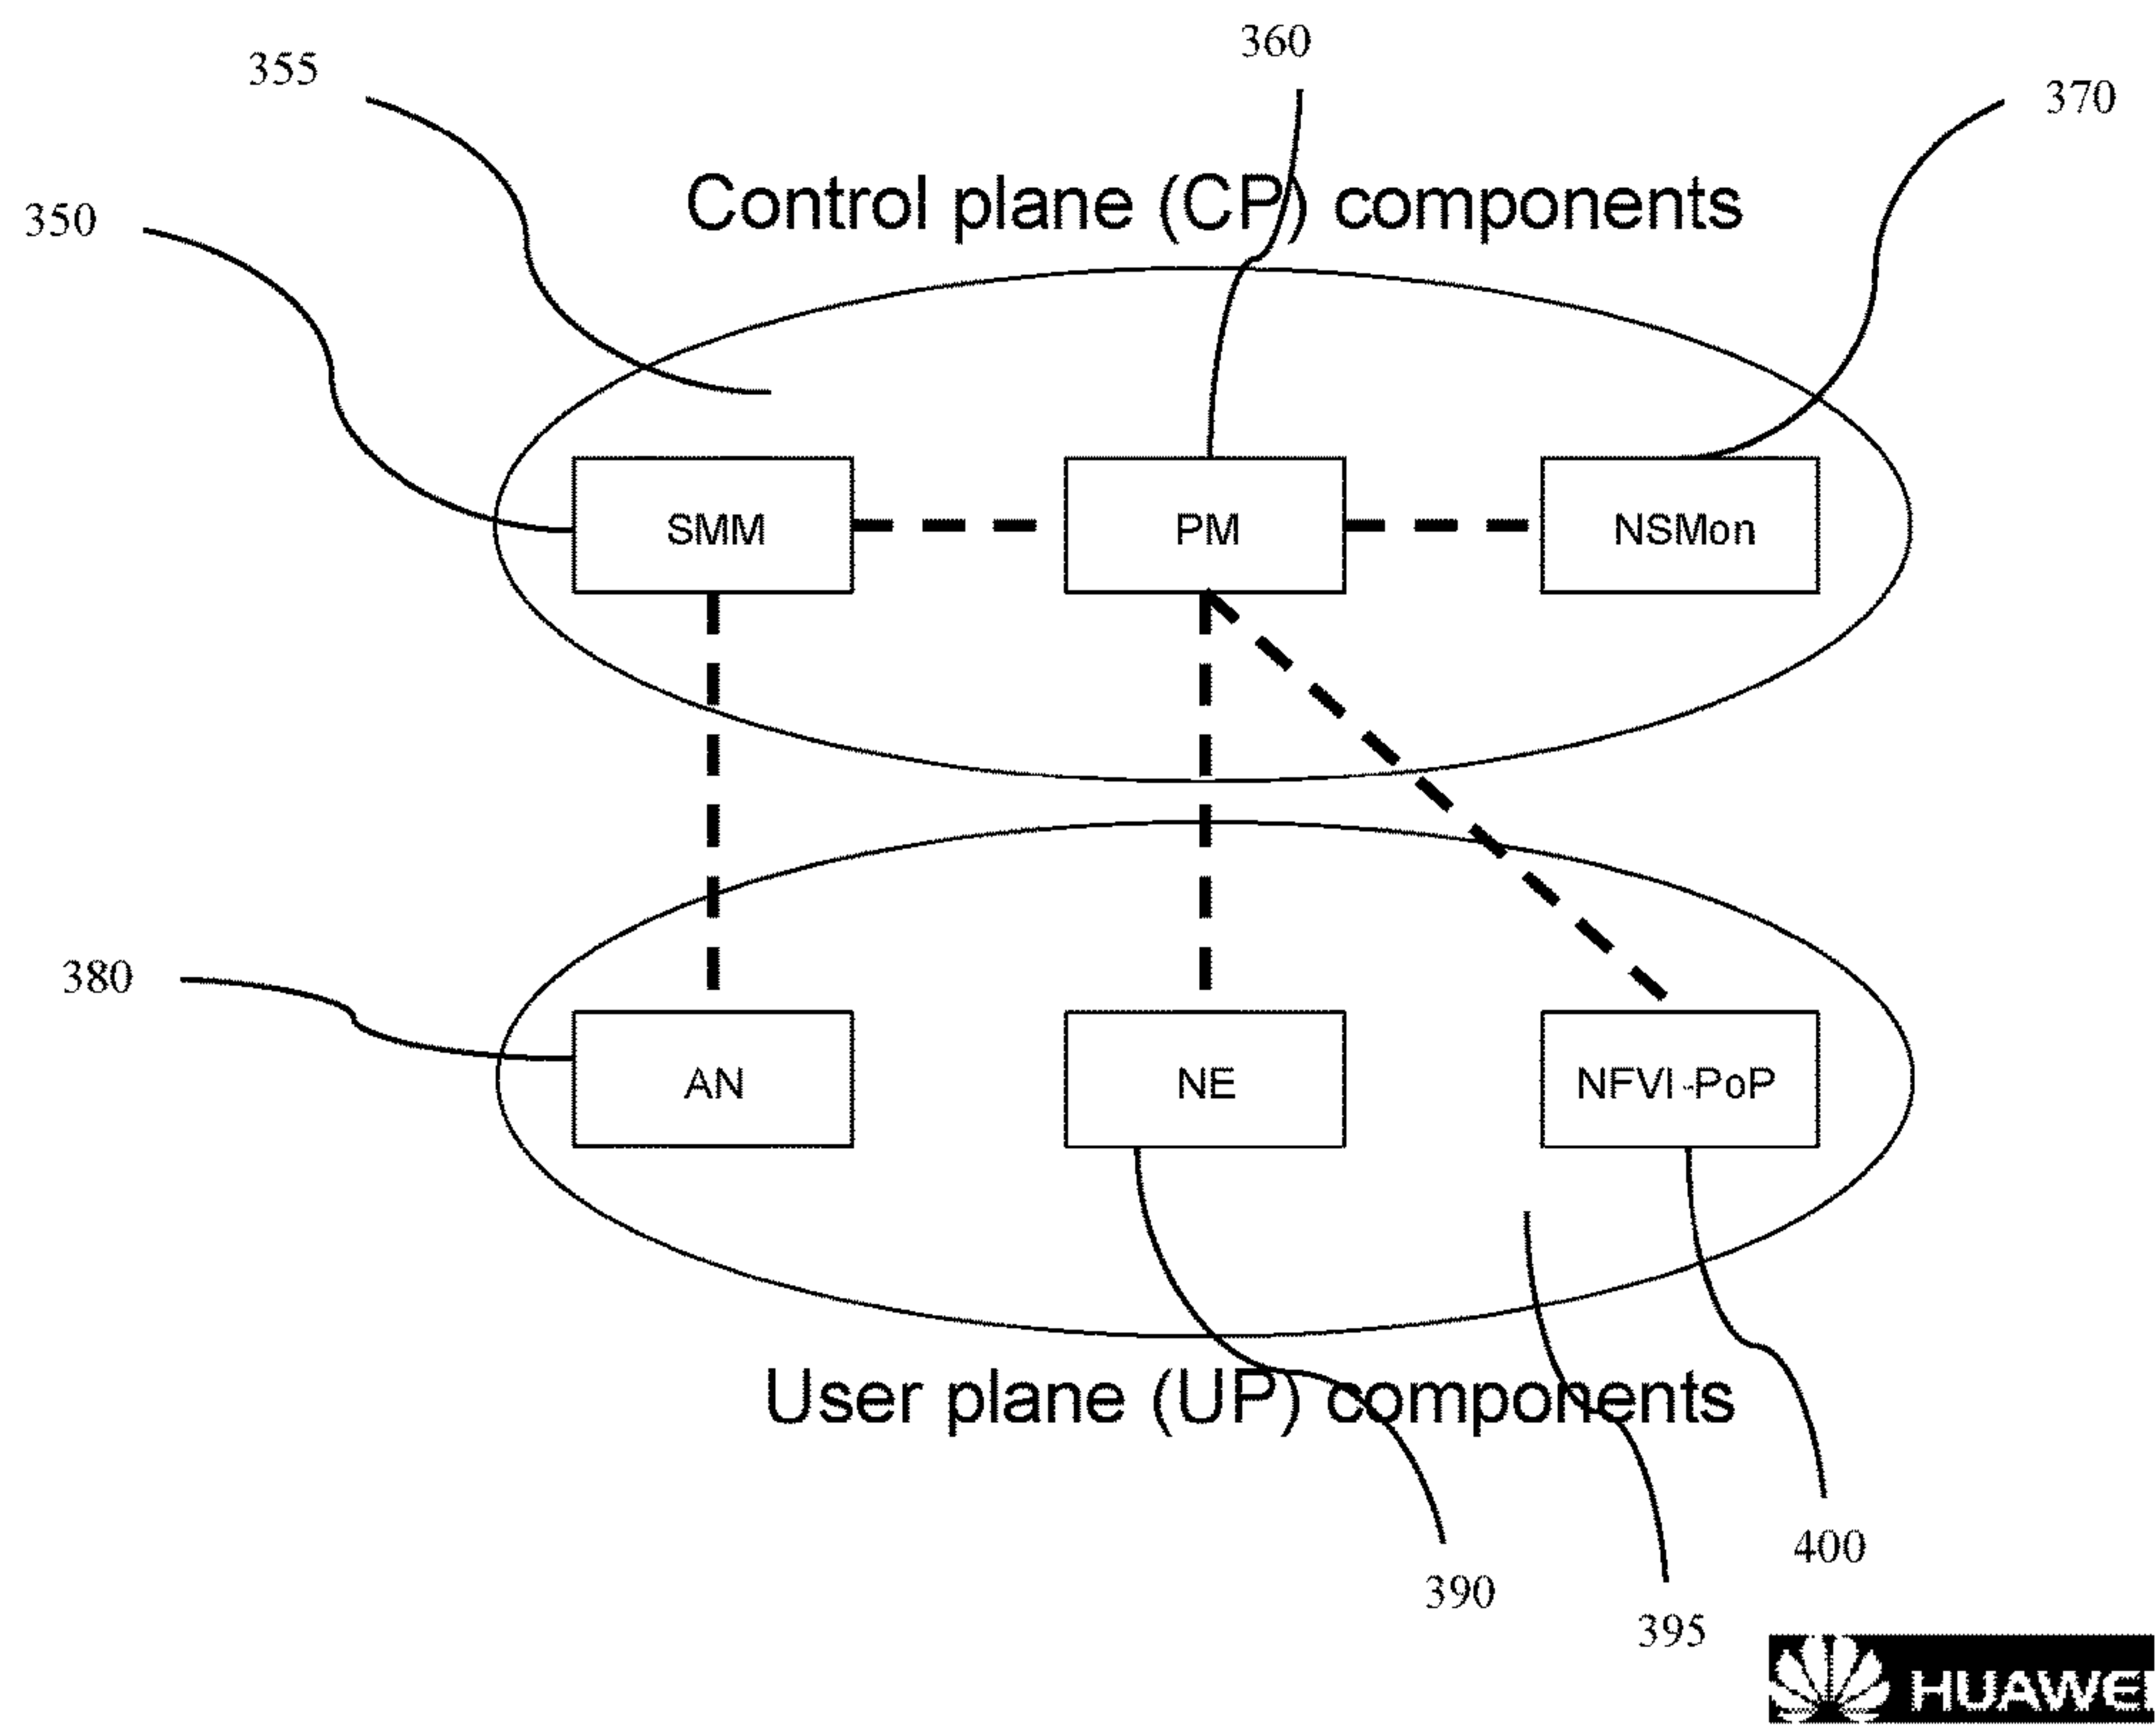 360
355
370
Control plane (CP) components
350
SMM
PM
NSMon
380
AN
NE
NFVI-PoP
User plane (UP) components
400
390
395
HUAWEI